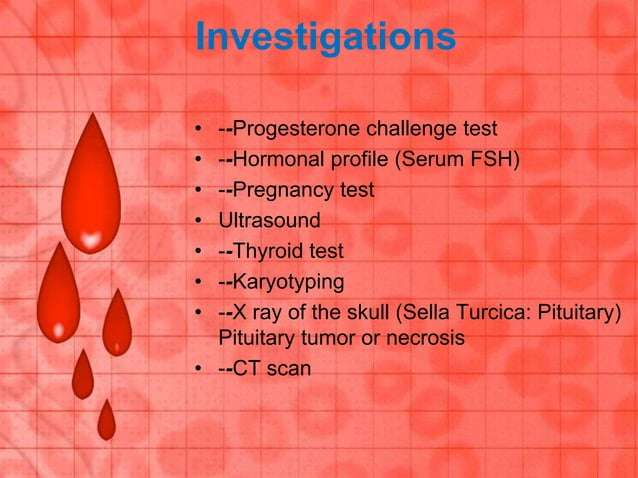 Investigations
• --Progesterone challenge test
• --Hormonal profile (Serum FSH)
• --Pregnancy test
• Ultrasound
• --Thyroid test
• --Karyotyping
• --X ray of the skull (Sella Turcica: Pituitary)
Pituitary tumor or necrosis
• --CT scan